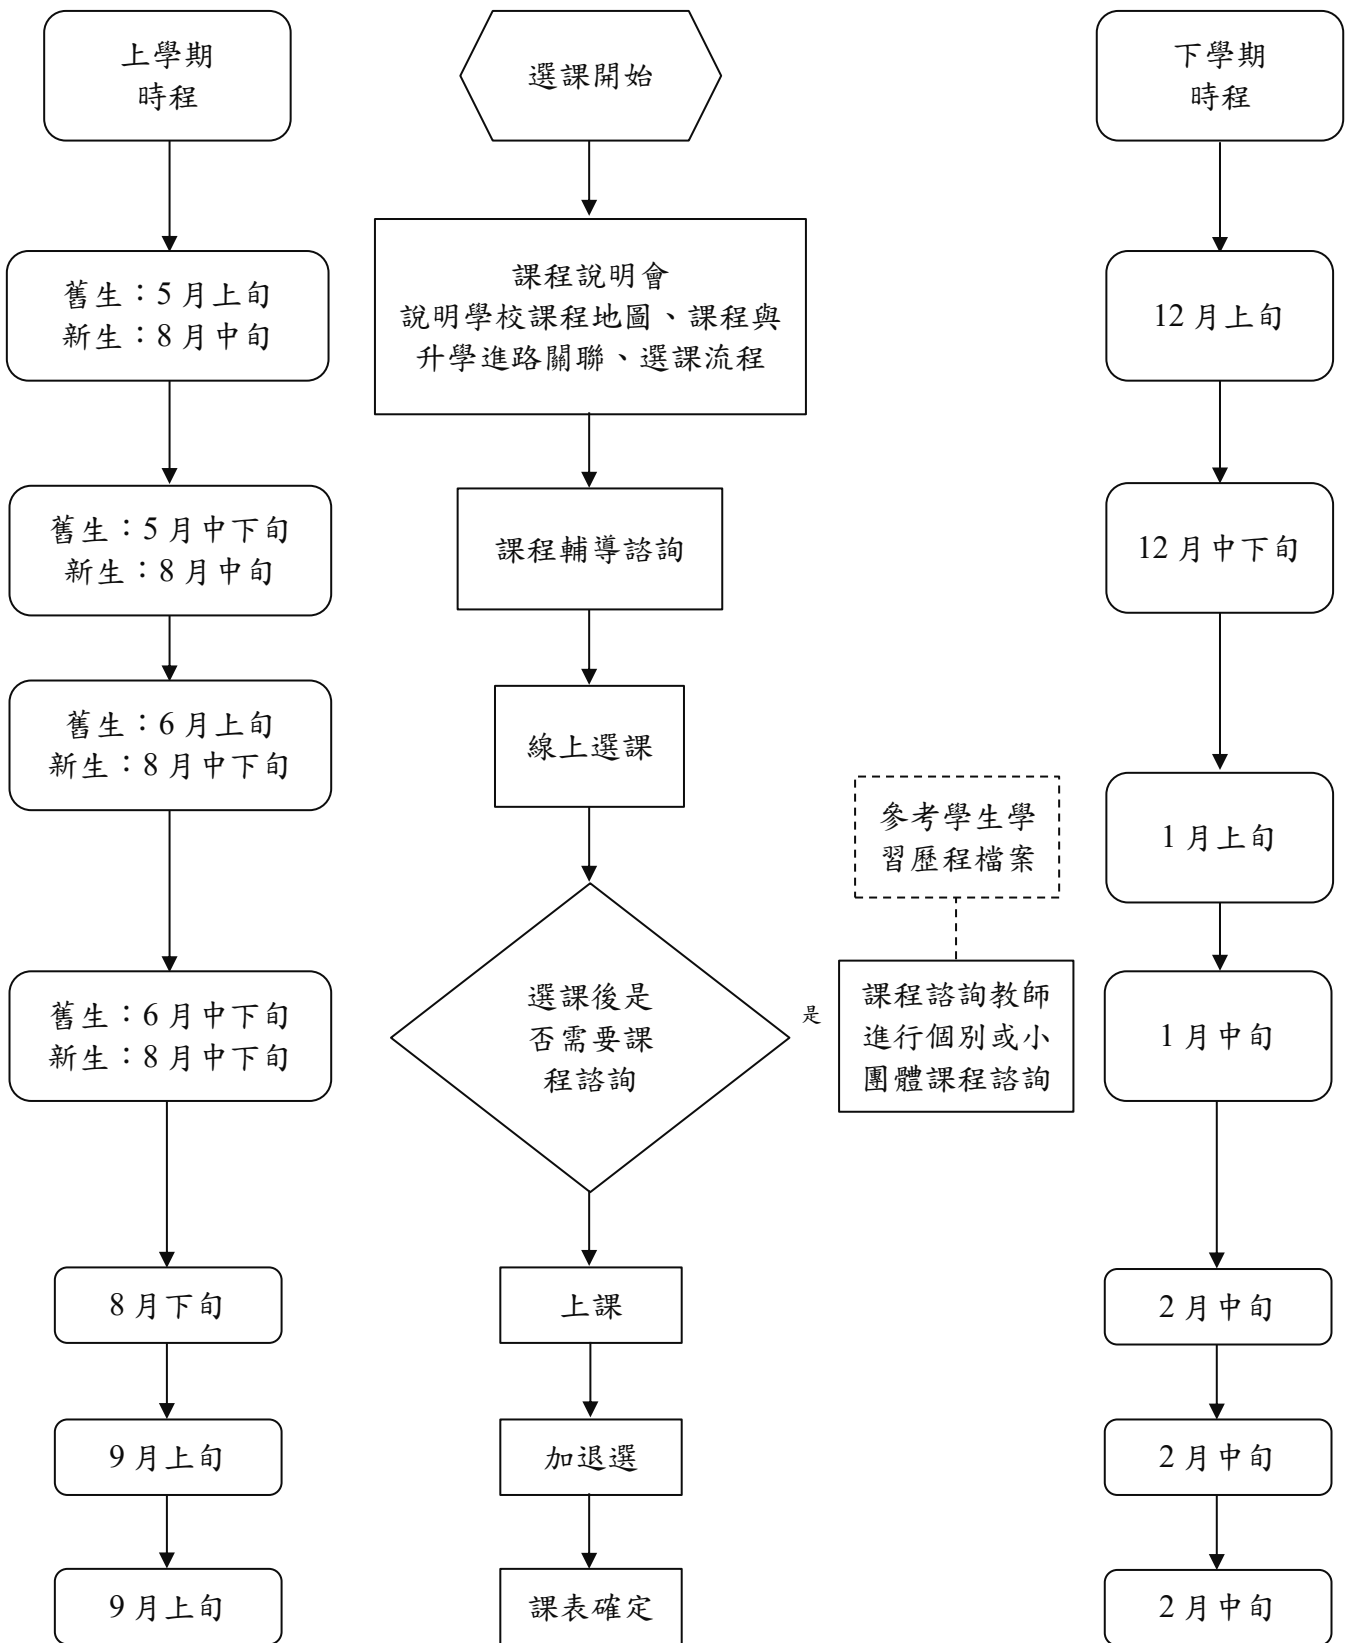 上學期
時程
選課開始
下學期
時程
舊生：5 月上旬
新生：8 月中旬
課程說明會
說明學校課程地圖、課程與
升學進路關聯、選課流程
12 月上旬
舊生：5 月中下旬
新生：8 月中旬
課程輔導諮詢
12 月中下旬
舊生：6 月上旬
新生：8 月中下旬
線上選課
參考學生學
習歷程檔案
1 月上旬
舊生：6 月中下旬
新生：8 月中下旬
選課後是
否需要課
程諮詢
是
課程諮詢教師
進行個別或小
團體課程諮詢
1 月中旬
8 月下旬
上課
2 月中旬
9 月上旬
加退選
2 月中旬
9 月上旬
課表確定
2 月中旬